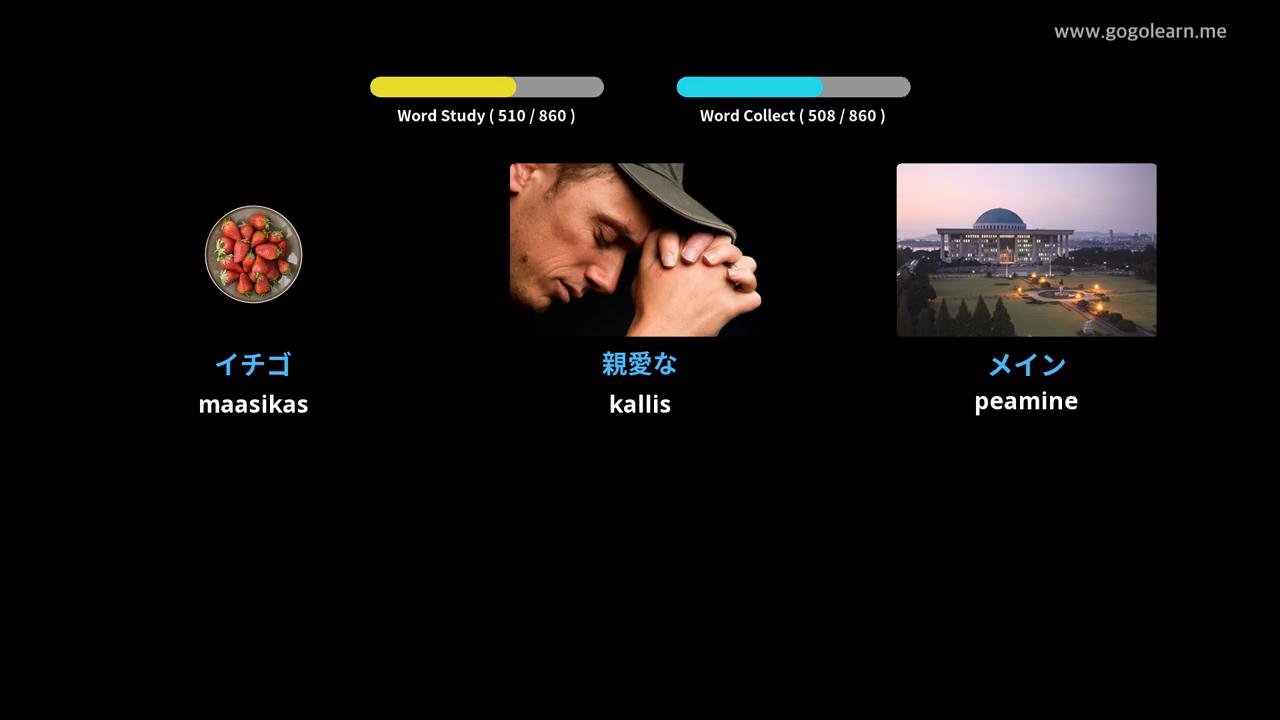 www.gogolearn.me
Word Study ( 510 / 860 )
Word Collect ( 508 / 860 )
イチゴ
親愛な
メイン
maasikas
kallis
peamine